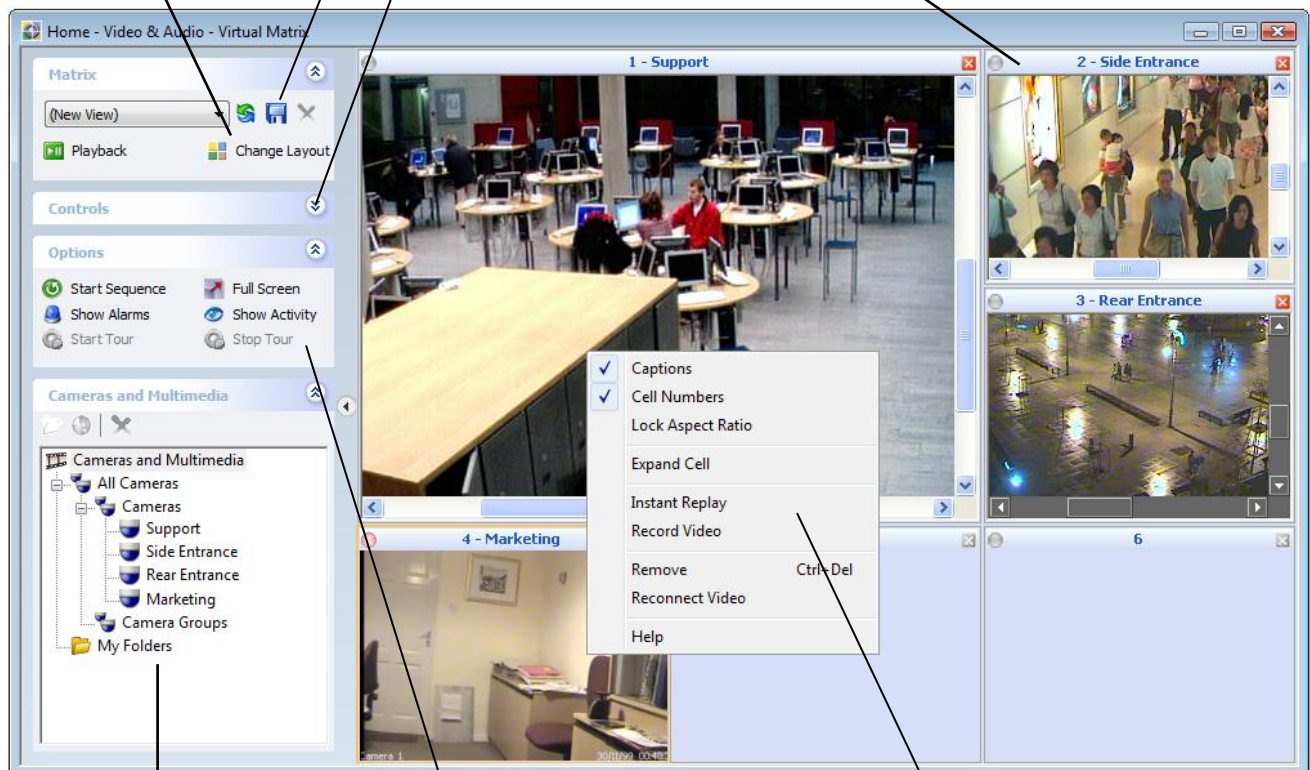 Home - Video & Audio - Virtual Matrix
Matrix
(New View)
Playback
Change Layout
Controls
Options
Start Sequence
Full Screen
Show Alarms
Show Activity
Start Tour
Stop Tour
Cameras and Multimedia
Cameras and Multimedia
All Cameras
Cameras
Support
Side Entrance
Rear Entrance
Marketing
Camera Groups
My Folders
1 - Support
2 - Side Entrance
3 - Rear Entrance
4 - Marketing
6
Captions
Cell Numbers
Lock Aspect Ratio
Expand Cell
Instant Replay
Record Video
Remove Ctrl+Del
Reconnect Video
Help
Camera 1